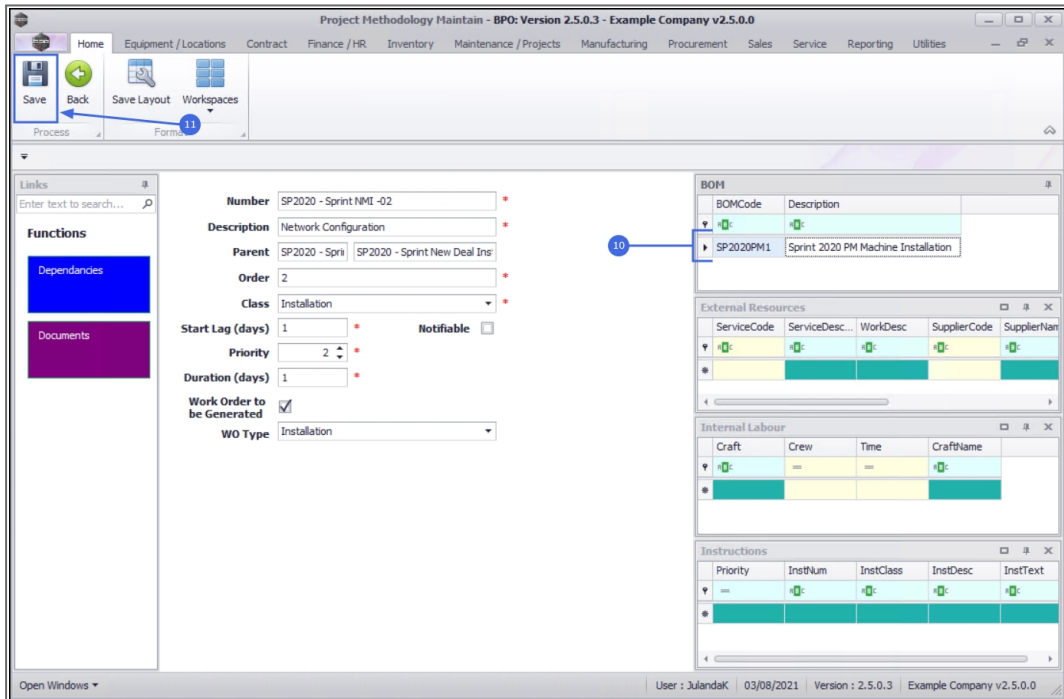 Project Methodology Maintain - BPO: Version 2.5.0.3 - Example Company v2.5.0.0
Home Equipment / Locations Contract Finance / HR Inventory Maintenance / Projects Manufacturing Procurement Sales Service Reporting Utilities
Save Back Save Layout Workspaces
11
Process
Links
Enter text to search...
Functions
Dependancies
Documents
Number SP2020 - Sprint NMI -02 *
Description Network Configuration *
Parent SP2020 - Spri SP2020 - Sprint New Deal Ins
Order 2 *
Class Installation *
Start Lag (days) 1 * Notifiable
Priority 2 *
Duration (days) 1 *
Work Order to
be Generated
WO Type Installation
BOM
BOMCode Description
10
SP2020PM1 Sprint 2020 PM Machine Installation
External Resources
ServiceCode ServiceDesc... WorkDesc SupplierCode SupplierNam
Internal Labour
Craft Crew Time CraftName
= =
Instructions
Priority InstNum InstClass InstDesc InstText
=
Open Windows User : JulandaK 03/08/2021 Version : 2.5.0.3 Example Company v2.5.0.0